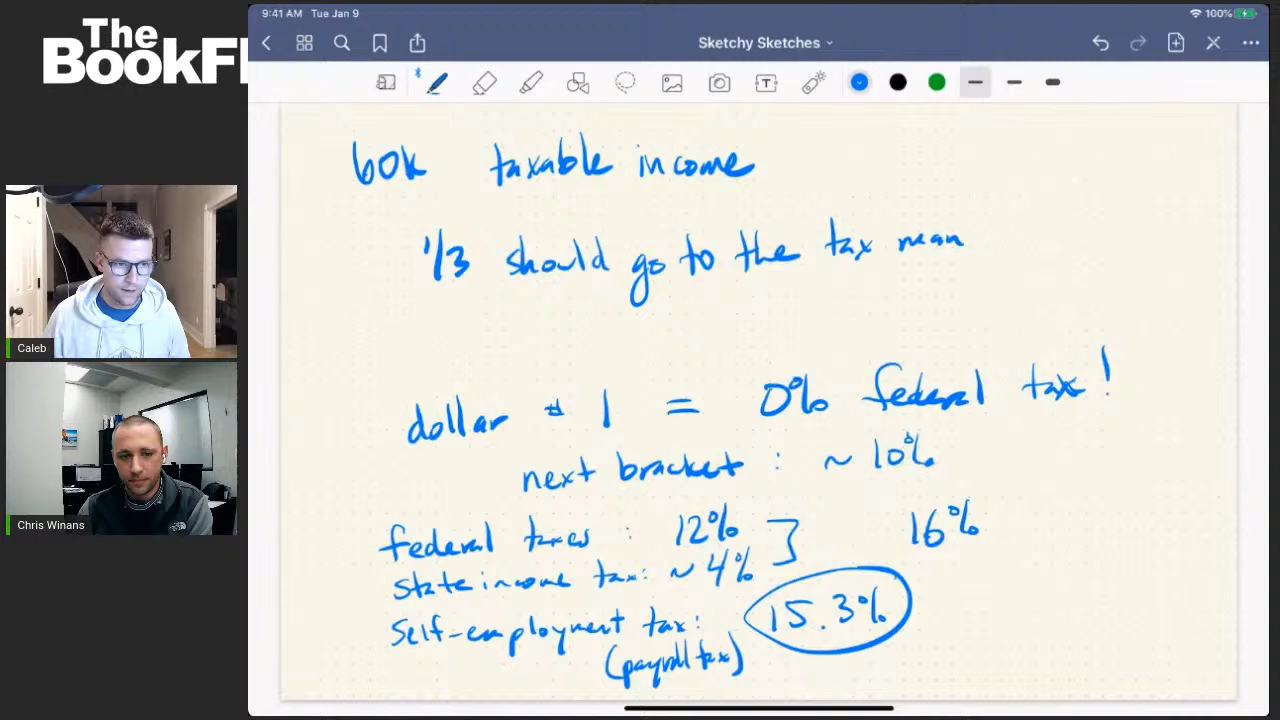 The
BookFl
9:41 AM Tue Jan 9
100%
Sketchy Sketches
T
60k taxable income
1/3 should go to the tax man
dollar # 1 = 0% federal tax!
next bracket : ~ 10%
federal taxes : 12%
16%
state income tax: ~ 4%
Self-employment tax: 15.3%
(payroll tax)
Caleb
Chris Winans